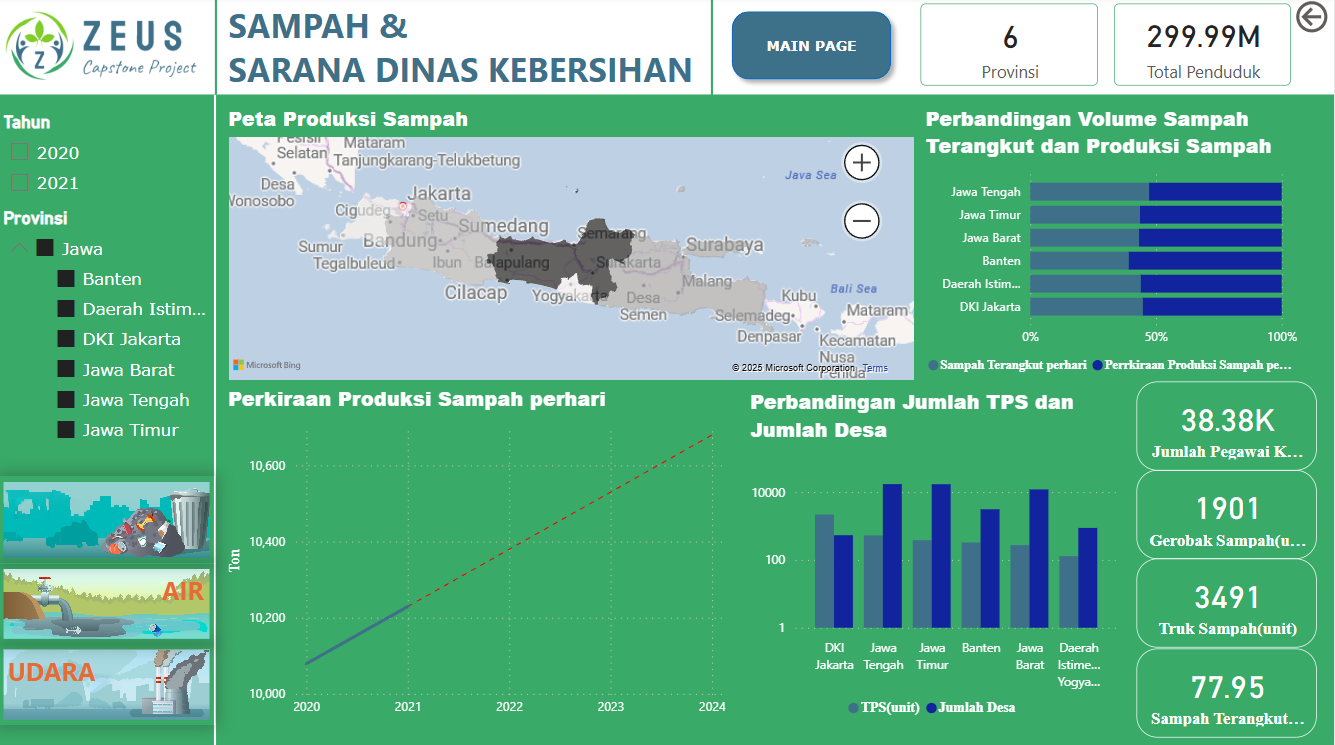 ZEUS
Capstone Project
Z
SAMPAH &
SARANA DINAS KEBERSIHAN
MAIN PAGE
6
Provinsi
299.99M
Total Penduduk
Tahun
2020
2021
Provinsi
Jawa
Banten
Daerah Istim...
DKI Jakarta
Jawa Barat
Jawa Tengah
Jawa Timur
AIR
UDARA
Peta Produksi Sampah
Pesisir
Selatan
Mataram
Tanjungkarang-Telukbetung
Desa
Wonosobo
Java Sea
Jakarta
Cigudeg
Setu
Sumedang
Semarang
Bandung
Surabaya
Sumur
Tegalbuleud
Ibun
Balapulang
Surakarta
Malang
Cilacap
Yogyakarta
Desa
Semen
Kubu
Bali Sea
Selemadeg
Mataram
Denpasar
Kecamatan
Nusa
Penida
Microsoft Bing
© 2025 Microsoft Corporation Terms
Perbandingan Volume Sampah
Terangkut dan Produksi Sampah
Jawa Tengah
Jawa Timur
Jawa Barat
Banten
Daerah Istim...
DKI Jakarta
0% 50% 100%
Sampah Terangkut perhari Perrkiraan Produksi Sampah pe...
Perkiraan Produksi Sampah perhari
Ton
10,600
10,400
10,200
10,000
2020 2021 2022 2023 2024
Perbandingan Jumlah TPS dan
Jumlah Desa
10000
100
1
DKI
Jakarta
Jawa
Tengah
Jawa
Timur
Banten
Jawa
Barat
Daerah
Istime...
Yogya...
TPS(unit) Jumlah Desa
38.38K
Jumlah Pegawai K...
1901
Gerobak Sampah(u...
3491
Truk Sampah(unit)
77.95
Sampah Terangkut...